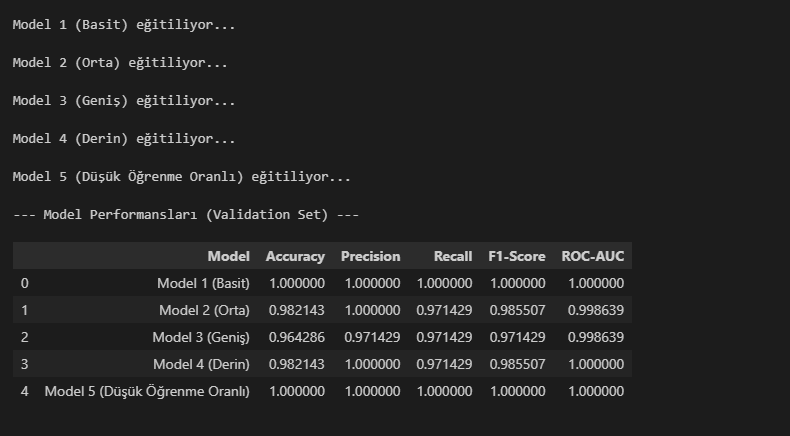 Model 1 (Basit) eğitiliyor...
Model 2 (Orta) eğitiliyor...
Model 3 (Geniş) eğitiliyor...
Model 4 (Derin) eğitiliyor...
Model 5 (Düşük Öğrenme Oranlı) eğitiliyor...
--- Model Performansları (Validation Set) ---
Model Accuracy Precision Recall F1-Score ROC-AUC
0 Model 1 (Basit) 1.000000 1.000000 1.000000 1.000000 1.000000
1 Model 2 (Orta) 0.982143 1.000000 0.971429 0.985507 0.998639
2 Model 3 (Geniş) 0.964286 0.971429 0.971429 0.971429 0.998639
3 Model 4 (Derin) 0.982143 1.000000 0.971429 0.985507 1.000000
4 Model 5 (Düşük Öğrenme Oranlı) 1.000000 1.000000 1.000000 1.000000 1.000000